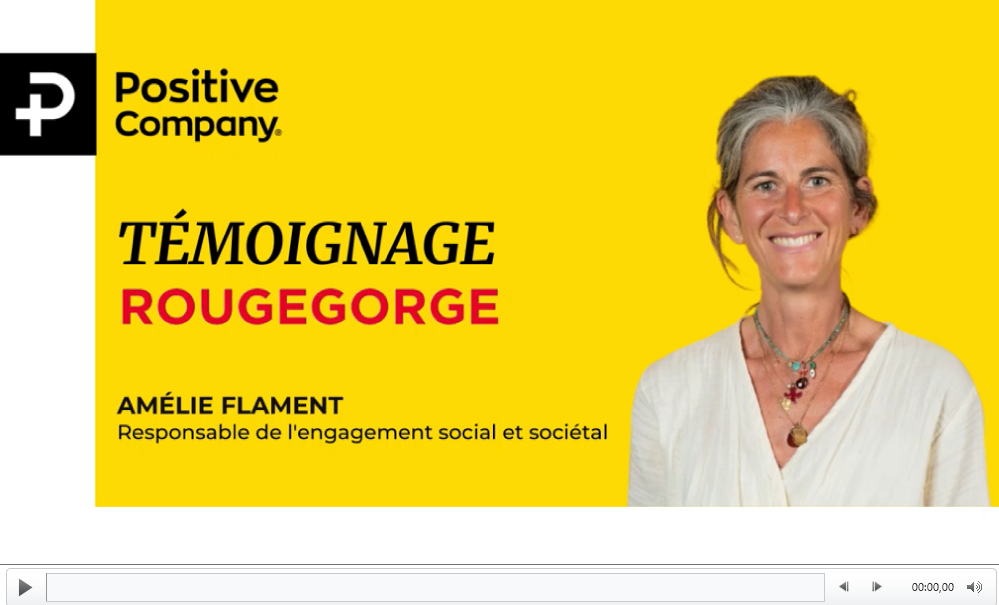 Positive
Company®
TÉMOIGNAGE
ROUGEGORGE
AMÉLIE FLAMENT
Responsable de l'engagement social et sociétal
00:00,00